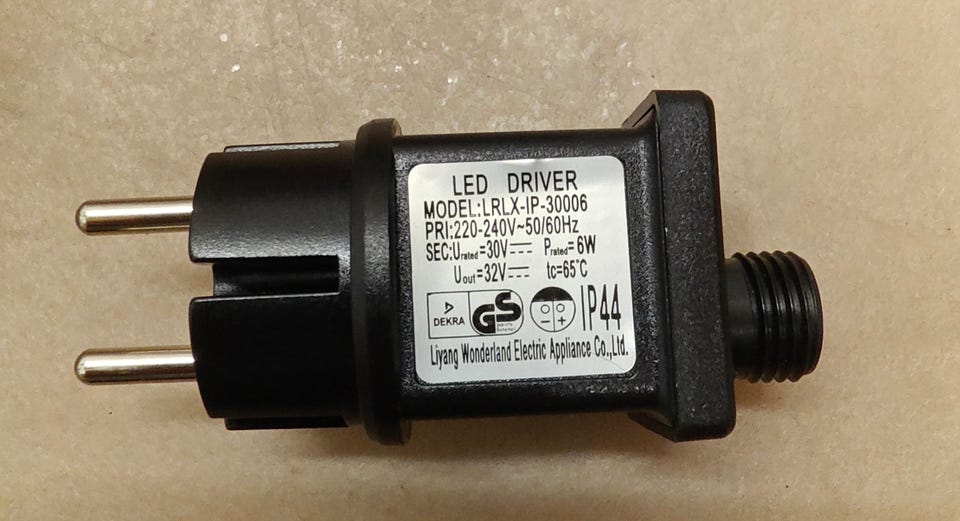 LED DRIVER
MODEL:LRLX-IP-30006
PRI:220-240V~50/60Hz
SEC:Urated=30V⎓ Prated=6W
Uout=32V⎓ tc=65℃
DEKRA GS IP44
Liyang Wonderland Electric Appliance Co.,Ltd.